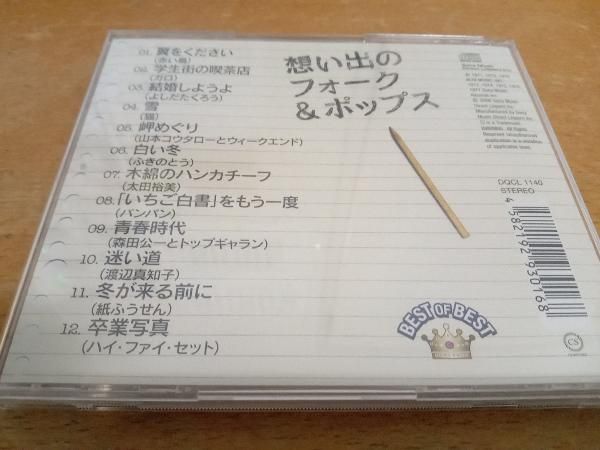 01. 翼をください
(赤い鳥)
02. 学生街の喫茶店
(ガロ)
03. 結婚しようよ
(よしだたくろう)
04. 雪
(猫)
05. 岬めぐり
(山本コウタローとウィークエンド)
06. 白い冬
(ふきのとう)
07. 木綿のハンカチーフ
(太田裕美)
08. 「いちご白書」をもう一度
(バンバン)
09. 青春時代
(森田公一とトップギャラン)
10. 迷い道
(渡辺真知子)
11. 冬が来る前に
(紙ふうせん)
12. 卒業写真
(ハイ・ファイ・セット)
想い出の
フォーク
&ポップス
DQCL 1140
STEREO
4 582192 930168
BEST OF BEST
CS